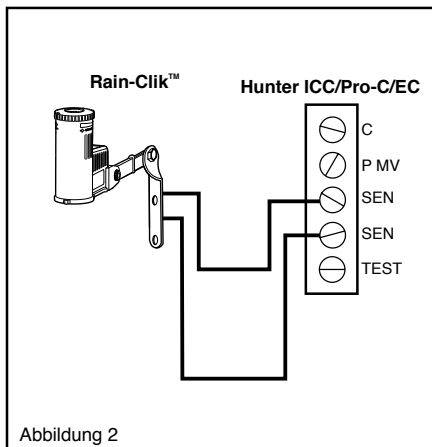 Rain-Clik™
Hunter ICC/Pro-C/EC
C
P MV
SEN
SEN
TEST
Abbildung 2